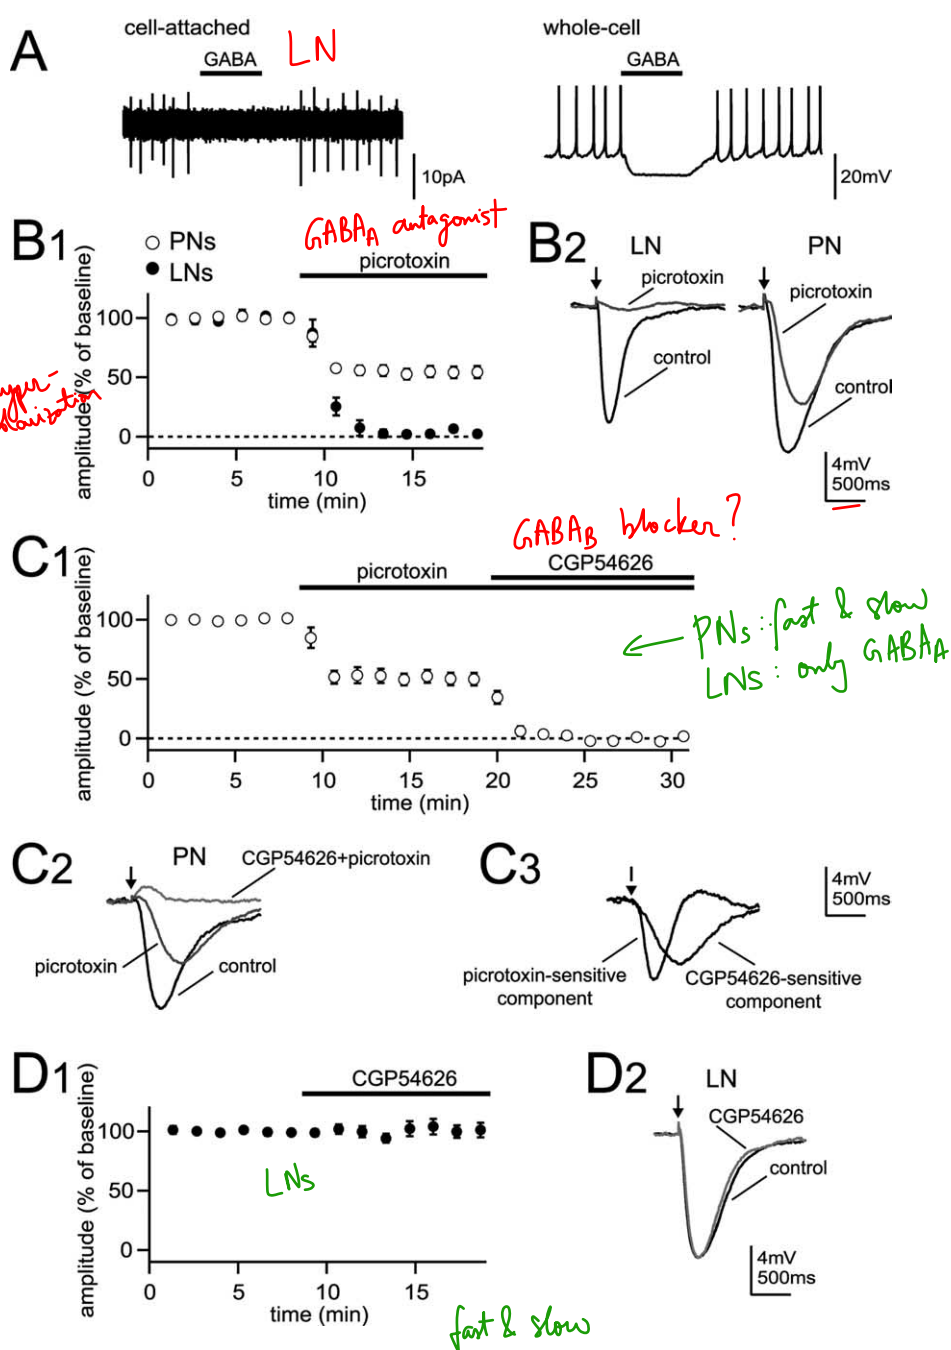 A
cell-attached
GABA
LN
10pA
whole-cell
GABA
20mV
B1
PNs
LNs
GABA_A antagonist
picrotoxin
amplitude (% of baseline)
100
50
0
0 5 10 15
time (min)
B2
LN
picrotoxin
control
PN
picrotoxin
control
4mV
500ms
C1
GABA_B blocker?
picrotoxin
CGP54626
amplitude (% of baseline)
100
50
0
0 5 10 15 20 25 30
time (min)
← PNs: fast & slow
LNs: only GABA_A
C2
PN
CGP54626+picrotoxin
picrotoxin
control
C3
4mV
500ms
picrotoxin-sensitive
component
CGP54626-sensitive
component
D1
CGP54626
amplitude (% of baseline)
100
50
0
LNs
0 5 10 15
time (min)
fast & slow
D2
LN
CGP54626
control
4mV
500ms